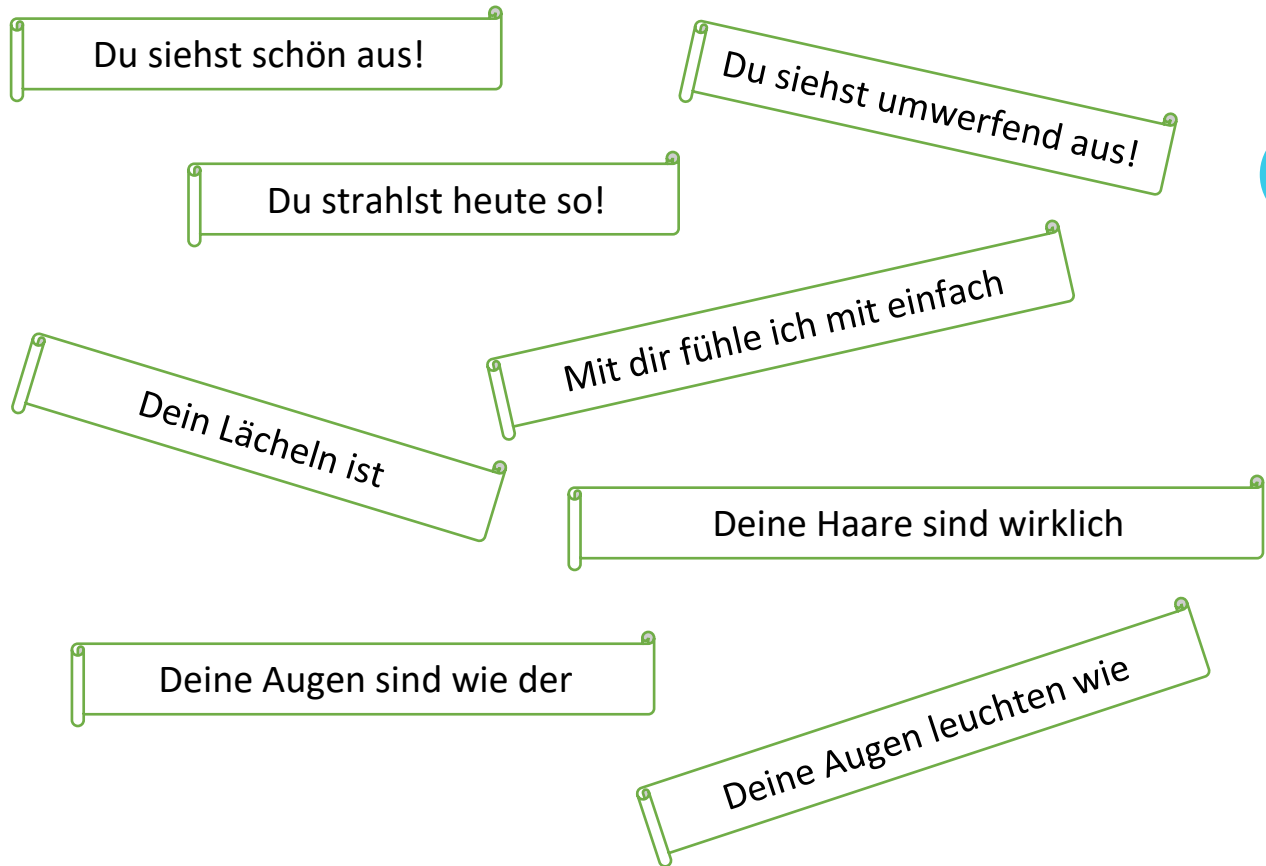 Du siehst schön aus!
Du siehst umwerfend aus!
Du strahlst heute so!
Mit dir fühle ich mit einfach
Dein Lächeln ist
Deine Haare sind wirklich
Deine Augen sind wie der
Deine Augen leuchten wie